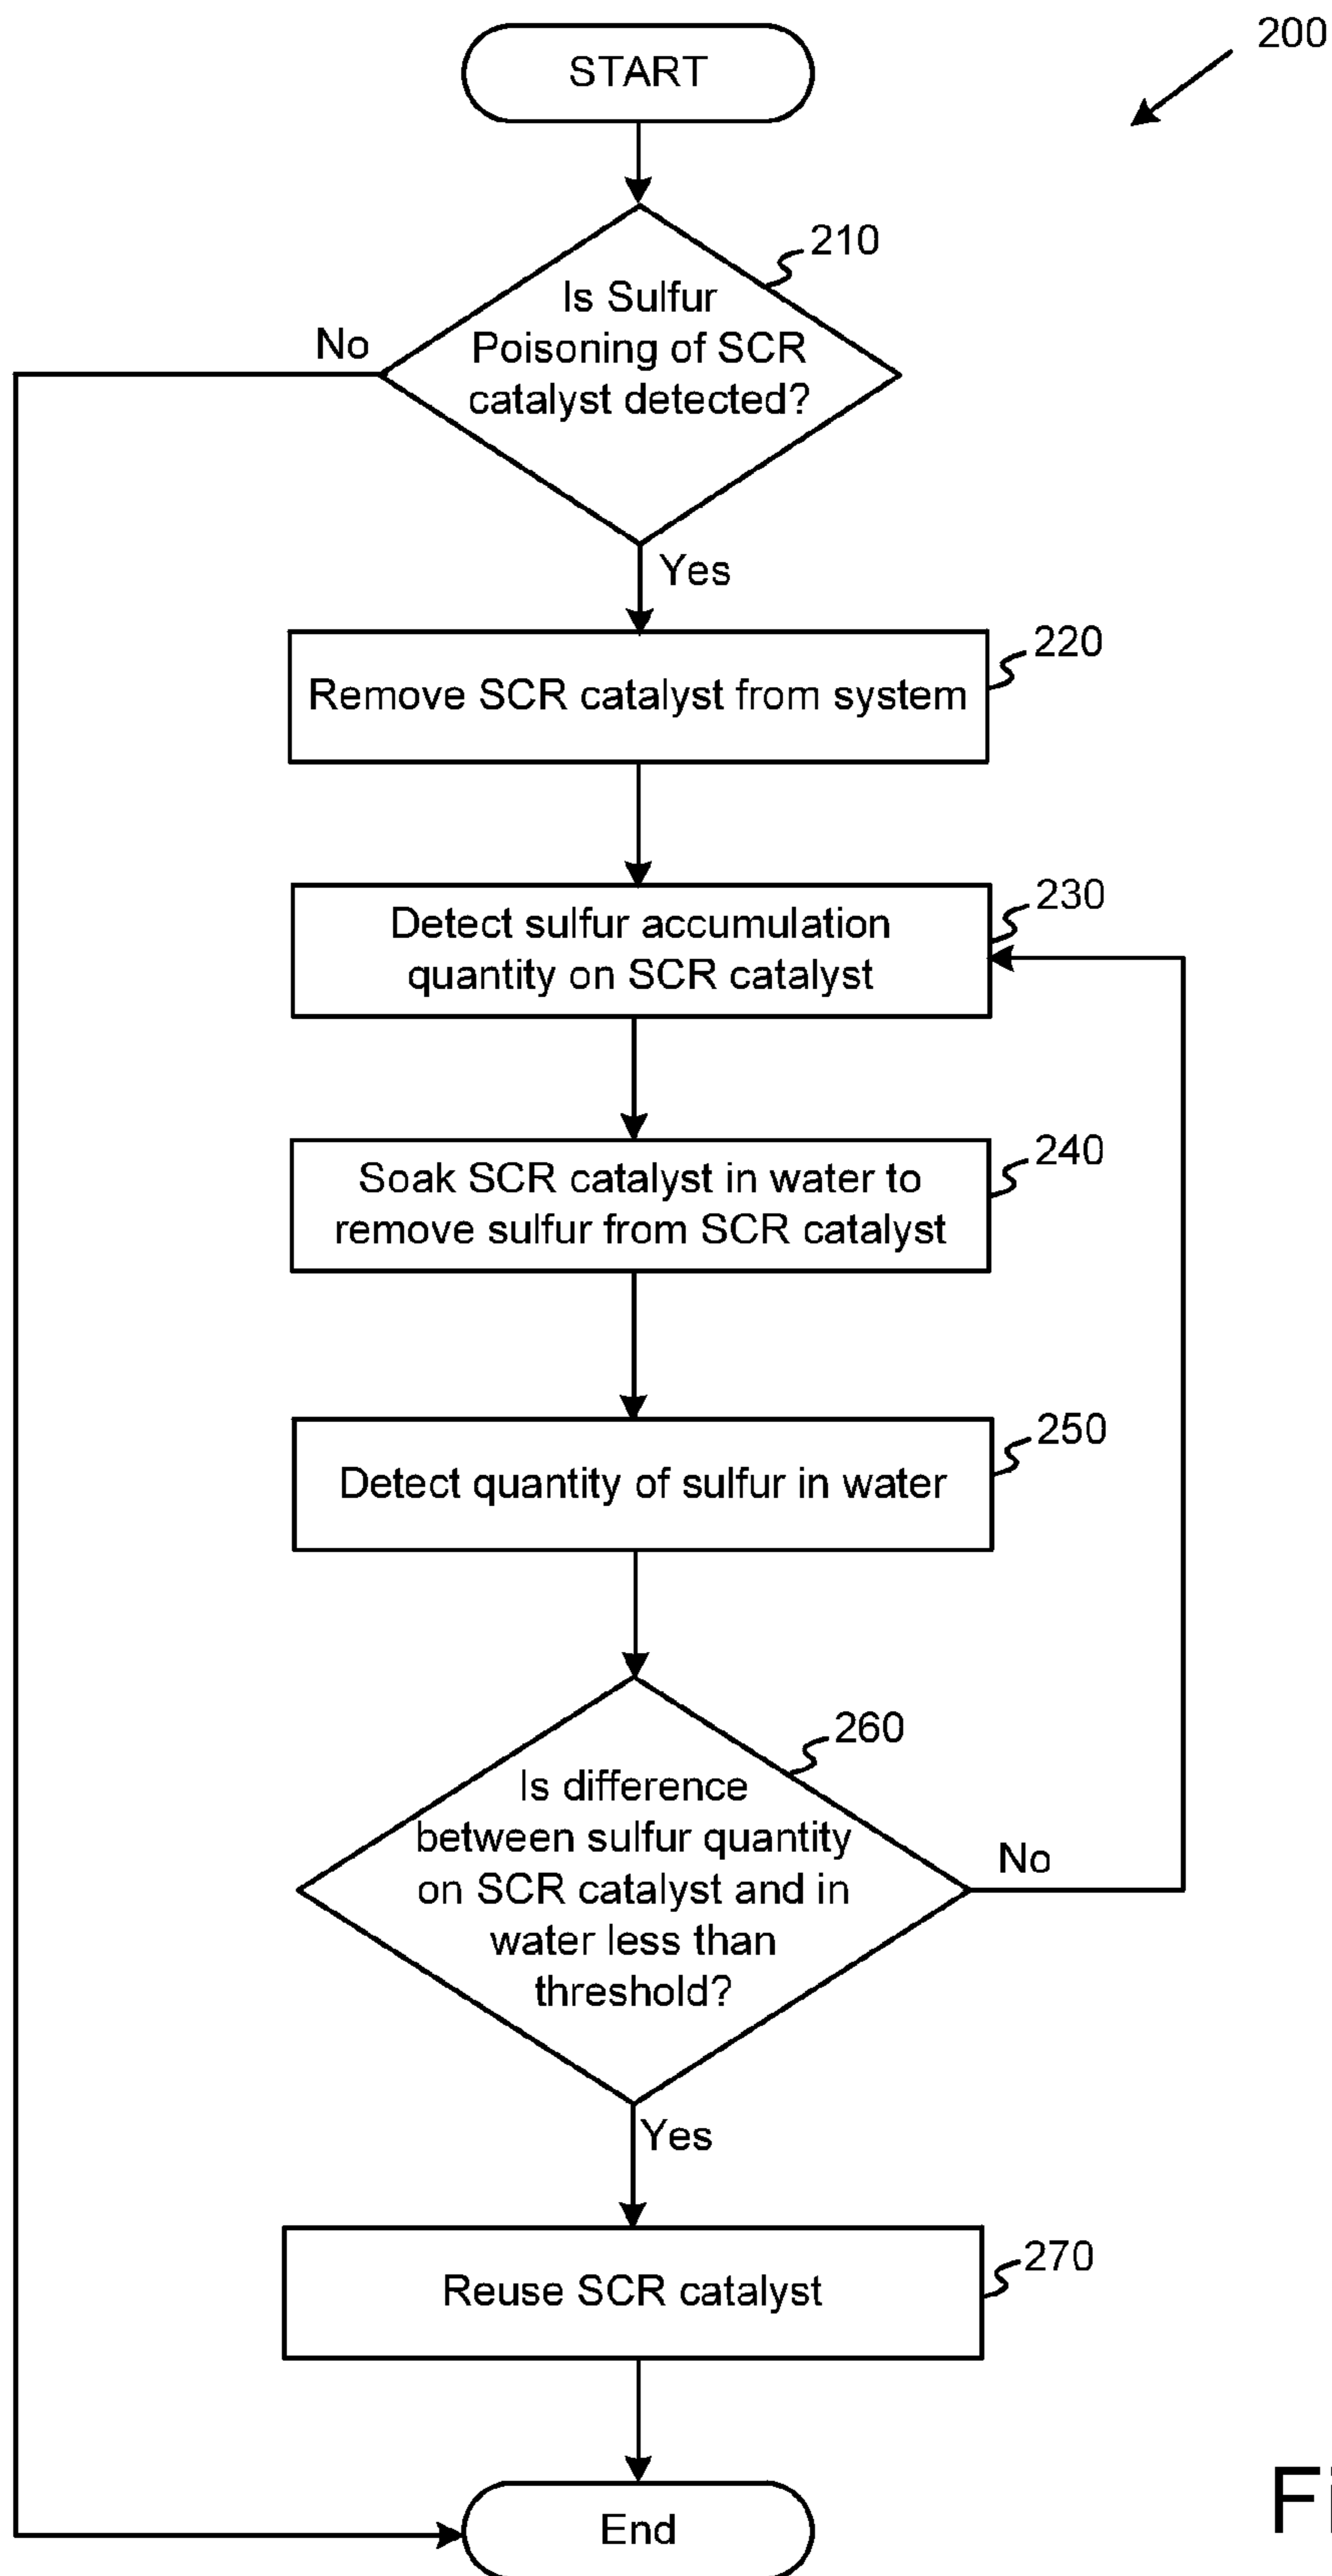 200
START
210
Is Sulfur
Poisoning of SCR
catalyst detected?
No
Yes
220
Remove SCR catalyst from system
230
Detect sulfur accumulation
quantity on SCR catalyst
240
Soak SCR catalyst in water to
remove sulfur from SCR catalyst
250
Detect quantity of sulfur in water
260
Is difference
between sulfur quantity
on SCR catalyst and in
water less than
threshold?
No
Yes
270
Reuse SCR catalyst
End